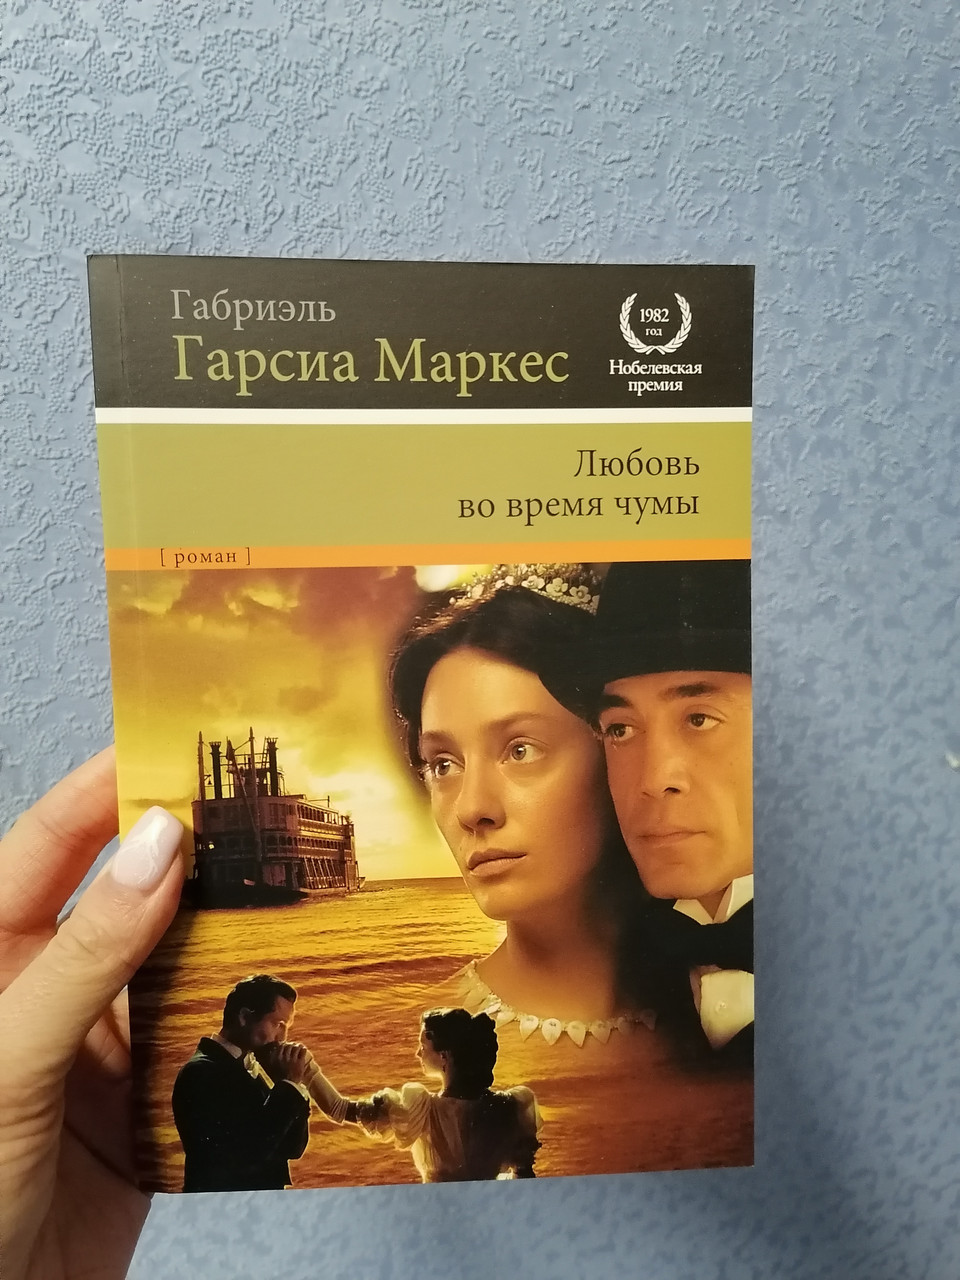 Габриэль
Гарсиа Маркес
1982
год
Нобелевская
премия
Любовь
во время чумы
[ роман ]